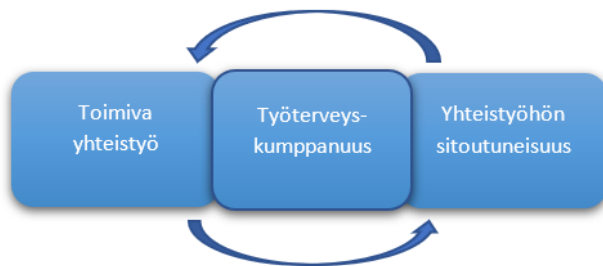 Toimiva
yhteistyö
Työterveys-
kumppanuus
Yhteistyöhön
sitoutuneisuus